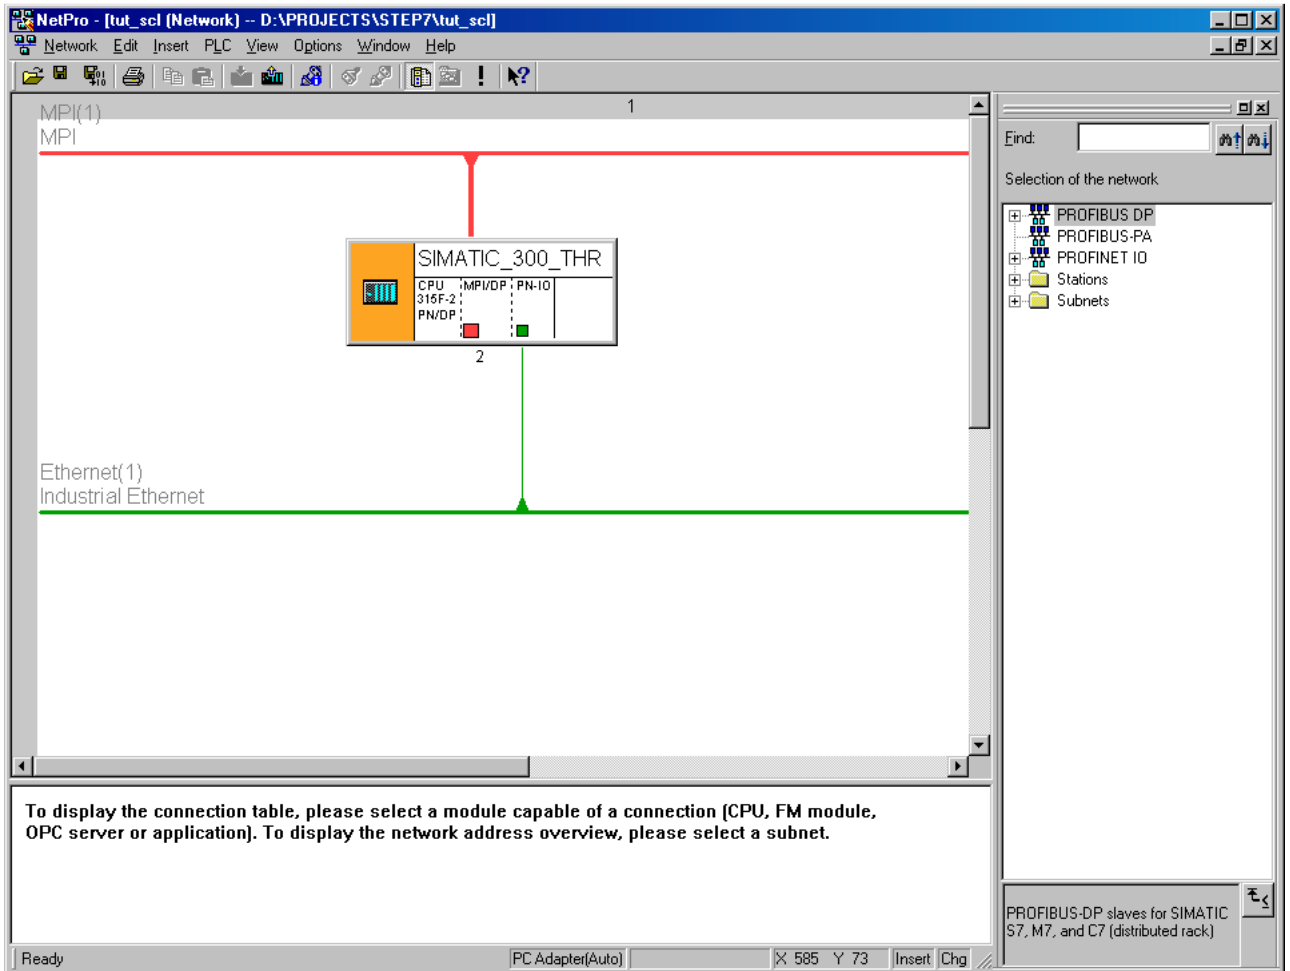 NetPro - [tut_scl (Network) -- D:\PROJECTS\STEP7\tut_scl]
Network Edit Insert PLC View Options Window Help
1
MPI(1)
MPI
SIMATIC_300_THR
CPU 315F-2 PN/DP
MPI/DP
PN-IO
2
Ethernet(1)
Industrial Ethernet
To display the connection table, please select a module capable of a connection (CPU, FM module,
OPC server or application). To display the network address overview, please select a subnet.
Find:
Selection of the network
PROFIBUS DP
PROFIBUS-PA
PROFINET IO
Stations
Subnets
PROFIBUS-DP slaves for SIMATIC
S7, M7, and C7 (distributed rack)
Ready PC Adapter(Auto) X 585 Y 73 Insert Chg